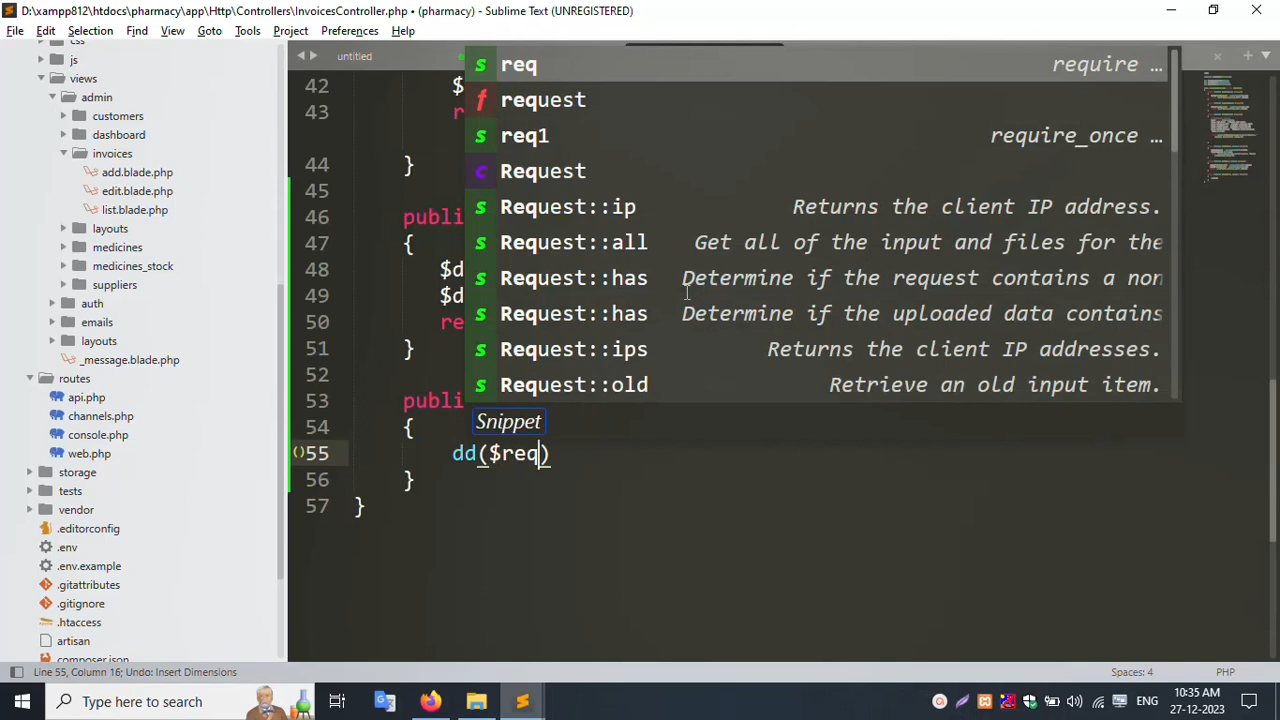 D:\xampp812\htdocs\pharmacy\app\Http\Controllers\InvoicesController.php • (pharmacy) - Sublime Text (UNREGISTERED)
File Edit Selection Find View Goto Tools Project Preferences Help
css
js
views
admin
customers
dashboard
invoices
add.blade.php
edit.blade.php
list.blade.php
layouts
medicines
medicines_stock
suppliers
auth
emails
layouts
_message.blade.php
routes
api.php
channels.php
console.php
web.php
storage
tests
vendor
.editorconfig
.env
.env.example
.gitattributes
.gitignore
.htaccess
artisan
composer.json
untitled
42 $
43 r
44 }
45
46 publi
47 {
48 $d
49 $d
50 re
51 }
52
53 publi
54 {
55 dd($req)
56 }
57 }
req require …
request
req1 require_once …
Request
Request::ip Returns the client IP address.
Request::all Get all of the input and files for the
Request::has Determine if the request contains a non
Request::has Determine if the uploaded data contains
Request::ips Returns the client IP addresses.
Request::old Retrieve an old input item.
Snippet
Line 55, Column 16; Undo: Insert Dimensions
Spaces: 4 PHP
Type here to search
ENG
10:35 AM
27-12-2023